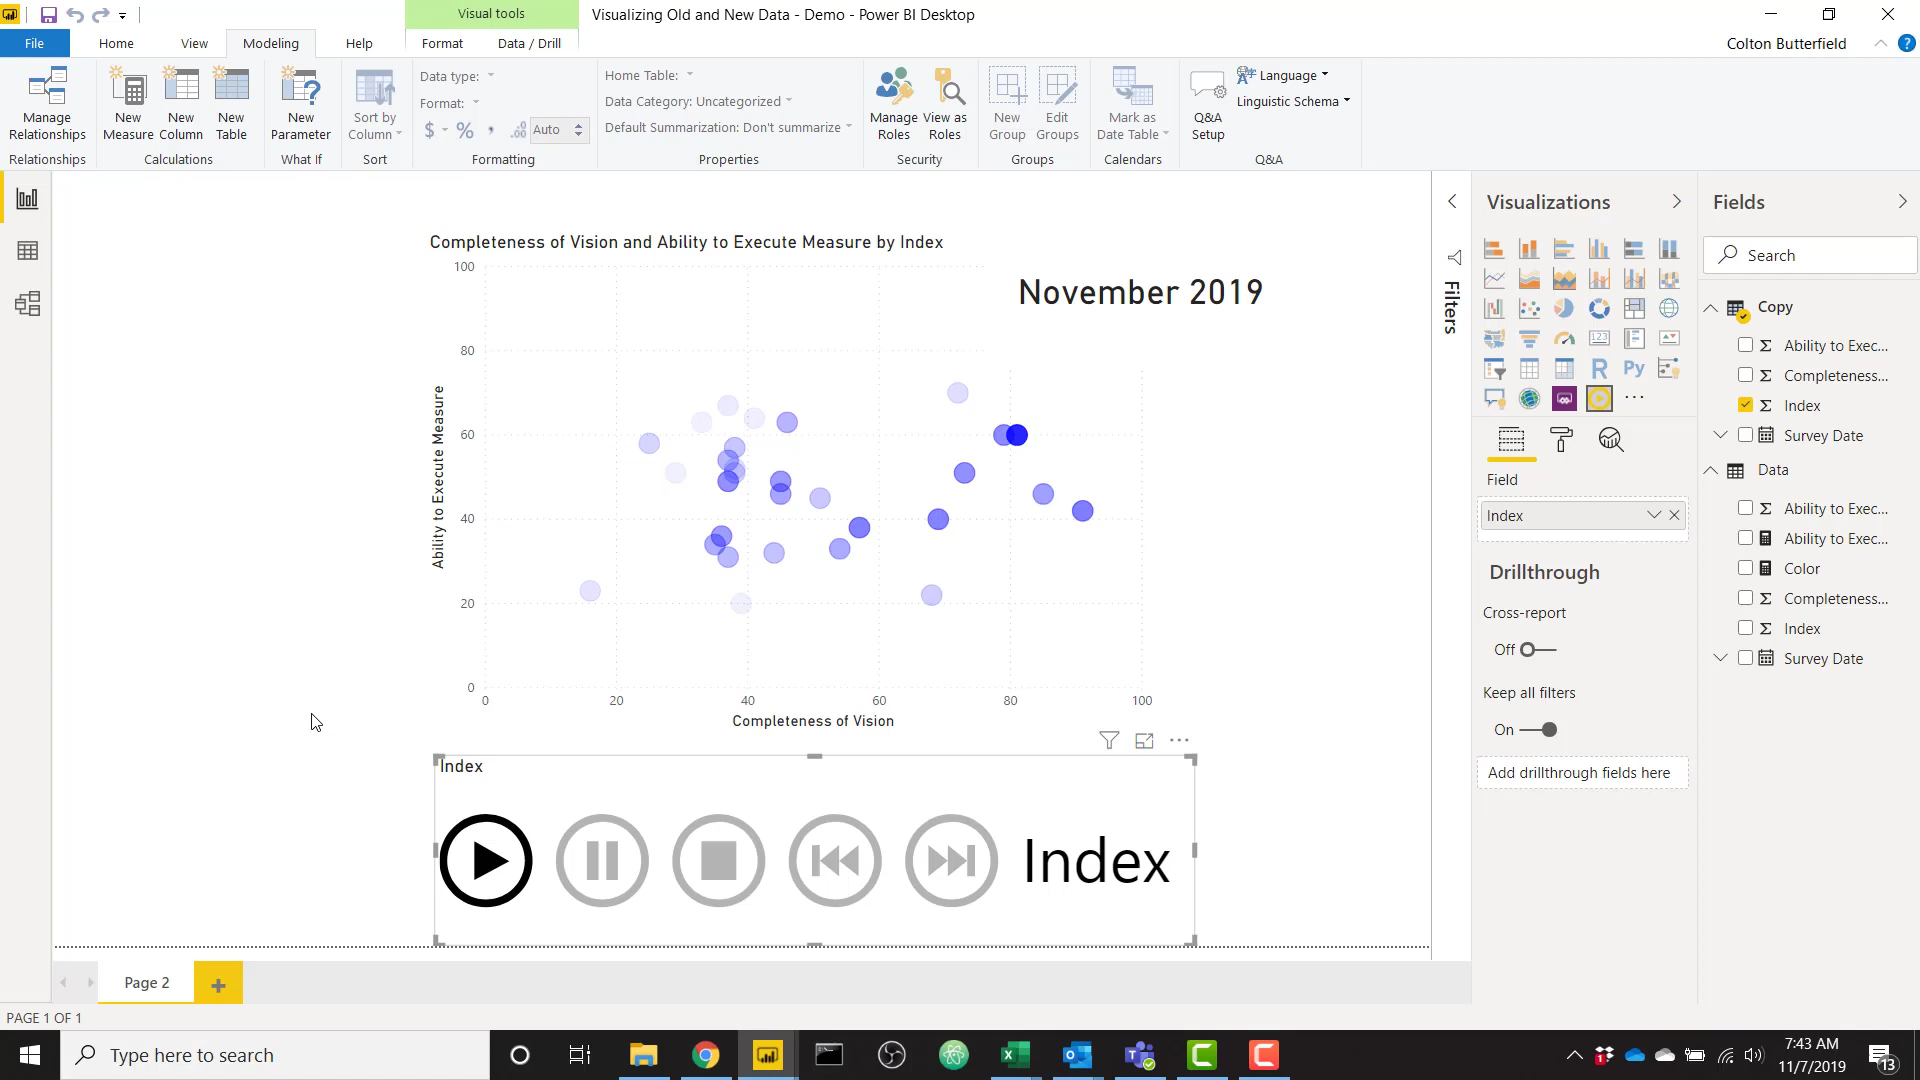 Visual tools
Visualizing Old and New Data - Demo - Power BI Desktop
File
Home
View
Modeling
Help
Format
Data / Drill
Colton Butterfield
Manage Relationships
New Measure
New Column
New Table
New Parameter
Sort by Column
Data type:
Format:
$ % , .00 Auto
Home Table:
Data Category: Uncategorized
Default Summarization: Don't summarize
Manage Roles
View as Roles
New Group
Edit Groups
Mark as Date Table
Q&A Setup
Language
Linguistic Schema
Relationships
Calculations
What If
Sort
Formatting
Properties
Security
Groups
Calendars
Q&A
Completeness of Vision and Ability to Execute Measure by Index
November 2019
100
80
60
40
20
0
Ability to Execute Measure
0 20 40 60 80 100
Completeness of Vision
Index
Index
Filters
Visualizations
R
Py
123
Field
Index
Drillthrough
Cross-report
Off
Keep all filters
On
Add drillthrough fields here
Fields
Search
Copy
Ability to Exec...
Completeness...
Index
Survey Date
Data
Ability to Exec...
Ability to Exec...
Color
Completeness...
Index
Survey Date
Page 2
PAGE 1 OF 1
Type here to search
7:43 AM
11/7/2019
13